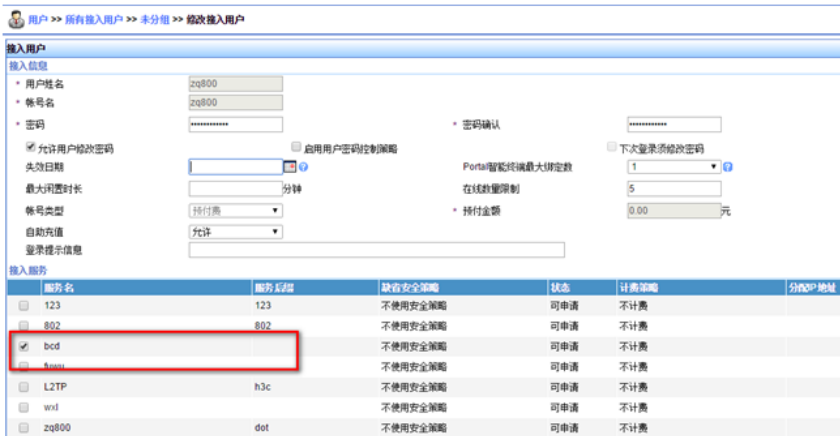 用户 >> 所有接入用户 >> 未分组 >> 修改接入用户
接入用户
接入信息
* 用户姓名 zq800
* 帐号名 zq800
* 密码 •••••••••••• * 密码确认 ••••••••••••
允许用户修改密码 启用用户密码控制策略 下次登录须修改密码
失效日期 Portal智能终端最大绑定数 1
最大闲置时长 分钟 在线数量限制 5
帐号类型 预付费 * 预付金额 0.00 元
自助充值 允许
登录提示信息
接入服务
服务名 服务后缀 缺省安全策略 状态 计费策略 分配IP地址
123 123 不使用安全策略 可申请 不计费
802 802 不使用安全策略 可申请 不计费
bcd 不使用安全策略 可申请 不计费
fuwu 不使用安全策略 可申请 不计费
L2TP h3c 不使用安全策略 可申请 不计费
wxl 不使用安全策略 可申请 不计费
zq800 dot 不使用安全策略 可申请 不计费